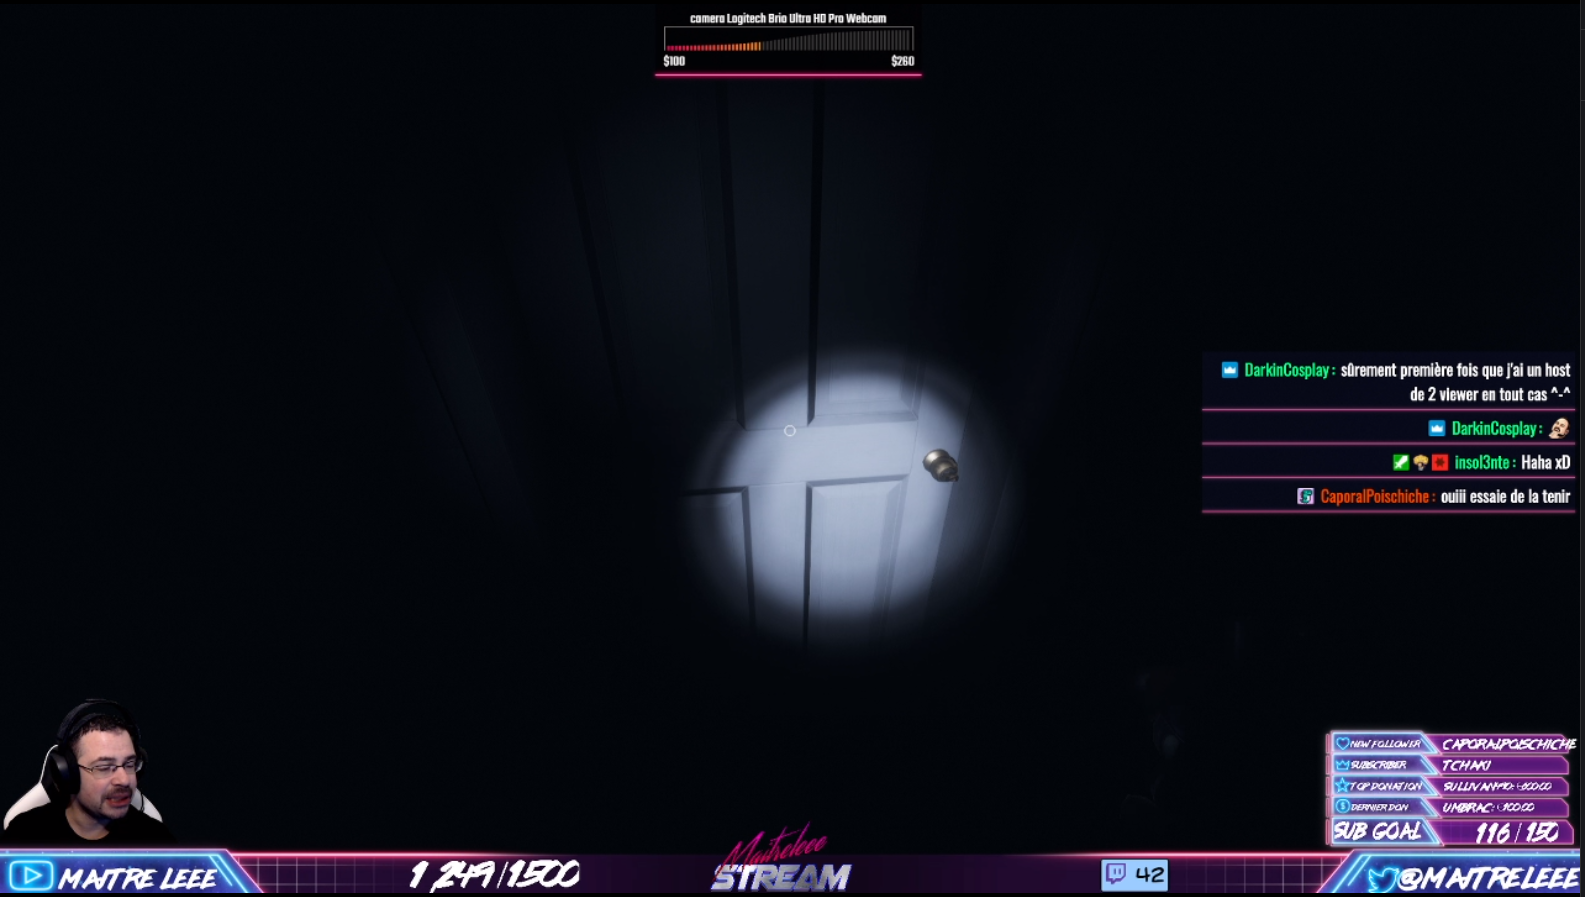 camera Logitech Brio Ultra HD Pro Webcam
$100 $260
DarkinCosplay : sûrement première fois que j'ai un host
de 2 viewer en tout cas ^-^
DarkinCosplay :
insol3nte : Haha xD
CaporalPoischiche : ouiii essaie de la tenir
NEW FOLLOWER CAPORALPOISCHICHE
SUBSCRIBER TCHAKI
TOP DONATION
DERNIER DON UMBRAC:
SUB GOAL 116/150
MAITRE LEEE
1 249/1500
Maitreleee
STREAM
42
@MAITRELEEE